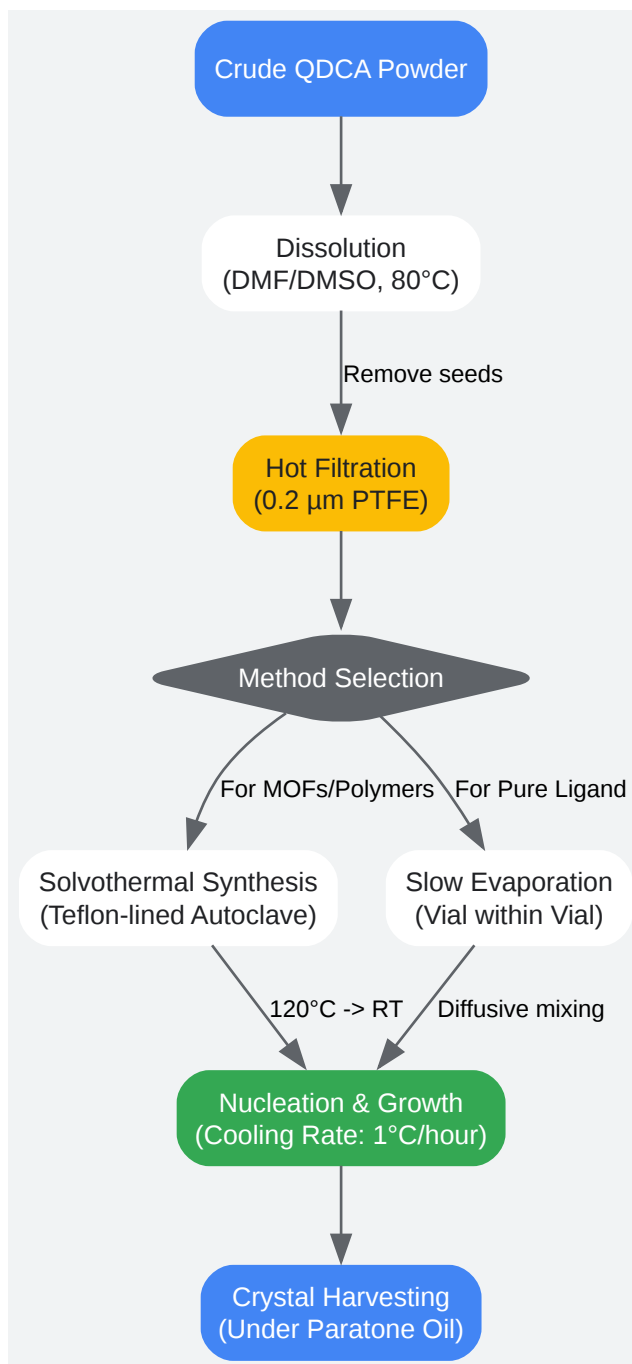 Crude QDCA Powder
Dissolution
(DMF/DMSO, 80°C)
Remove seeds
Hot Filtration
(0.2 µm PTFE)
Method Selection
For MOFs/Polymers
For Pure Ligand
Solvothermal Synthesis
(Teflon-lined Autoclave)
Slow Evaporation
(Vial within Vial)
120°C -> RT
Diffusive mixing
Nucleation & Growth
(Cooling Rate: 1°C/hour)
Crystal Harvesting
(Under Paratone Oil)